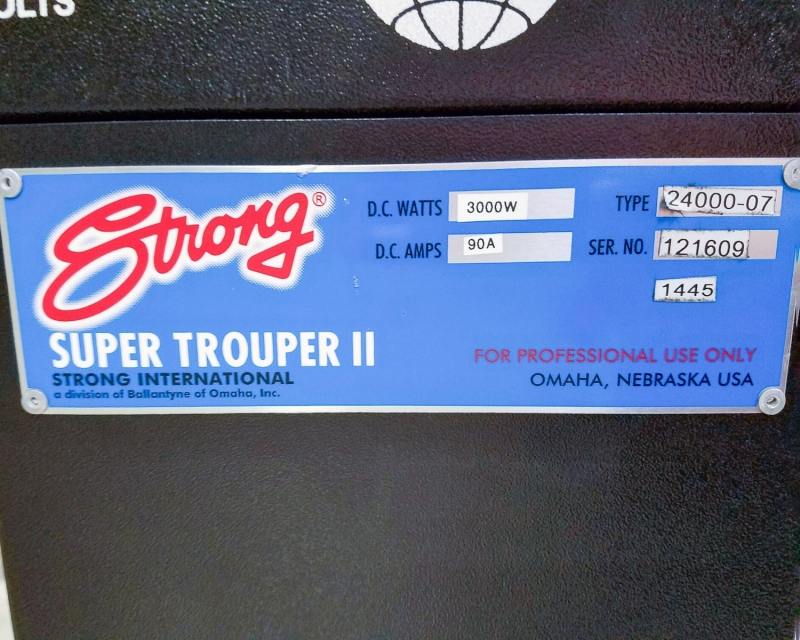 Strong®
D.C. WATTS 3000W TYPE 24000-07
D.C. AMPS 90A SER. NO. 121609
1445
SUPER TROUPER II
STRONG INTERNATIONAL
a division of Ballantyne of Omaha, Inc.
FOR PROFESSIONAL USE ONLY
OMAHA, NEBRASKA USA